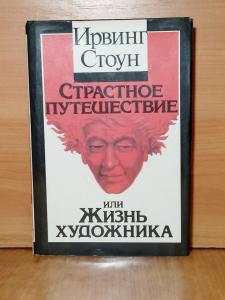 Ирвинг
Стоун
Страстное
путешествие
или
Жизнь
художника